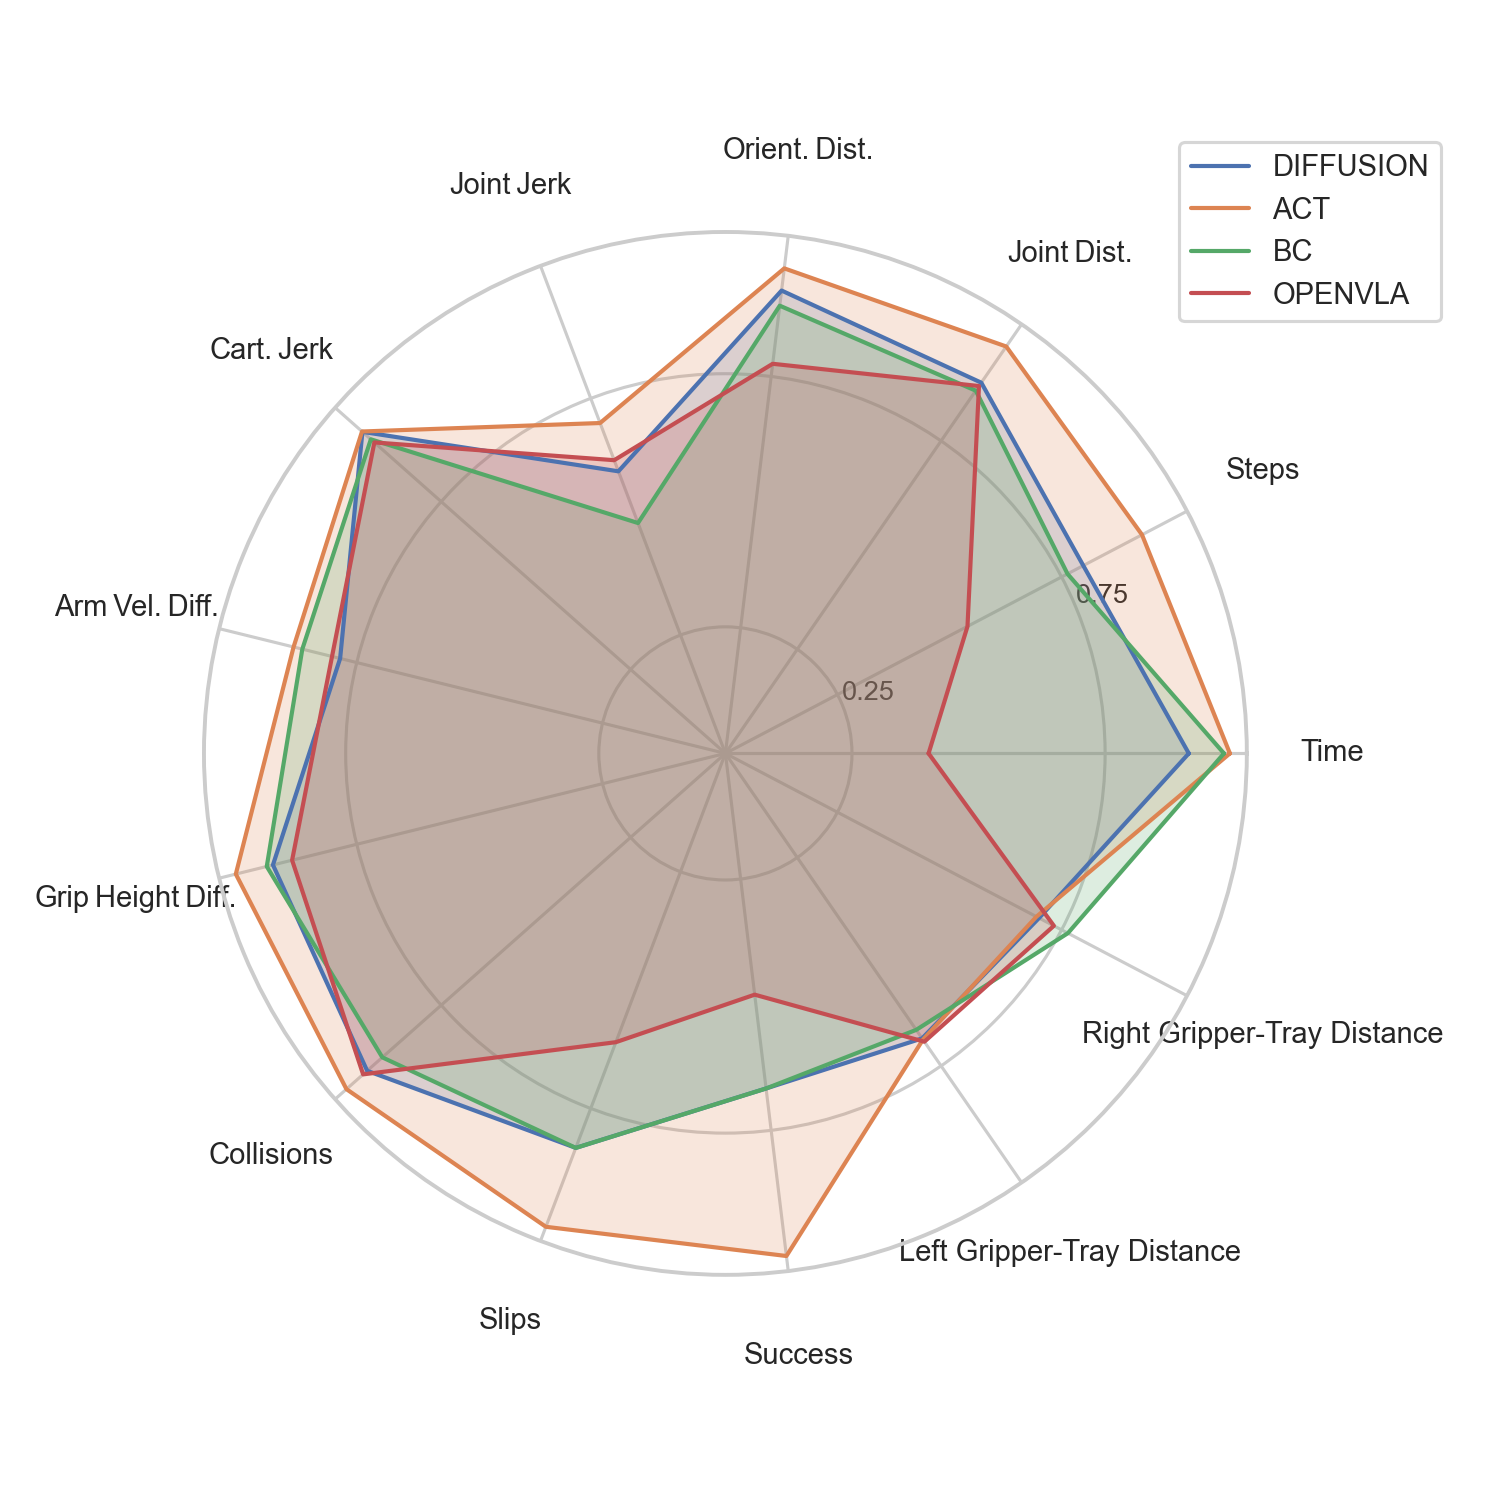 Orient. Dist.
Joint Jerk
Joint Dist.
Cart. Jerk
Steps
Arm Vel. Diff.
0.75
0.25
Time
Grip Height Diff.
Right Gripper-Tray Distance
Collisions
Left Gripper-Tray Distance
Slips
Success
DIFFUSION
ACT
BC
OPENVLA